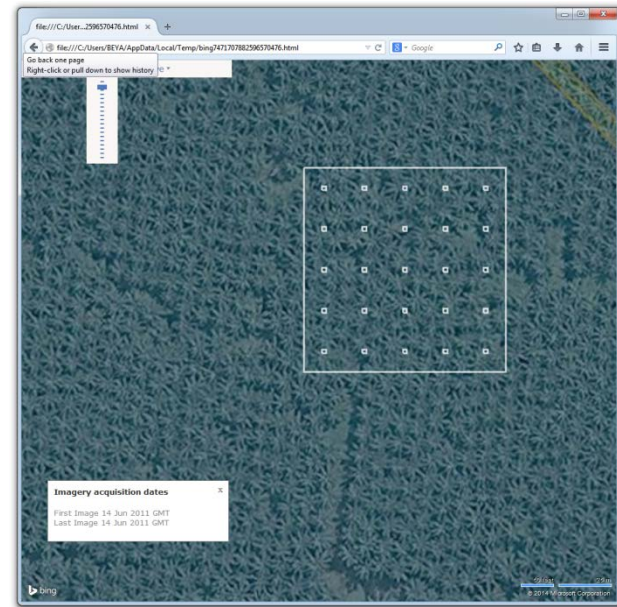 file:///C:/User...2596570476.html
file:///C:/Users/BEYA/AppData/Local/Temp/bing7471707882596570476.html
Google
Go back one page
Right-click or pull down to show history
Imagery acquisition dates
x
First Image 14 Jun 2011 GMT
Last Image 14 Jun 2011 GMT
bing
© 2014 Microsoft Corporation